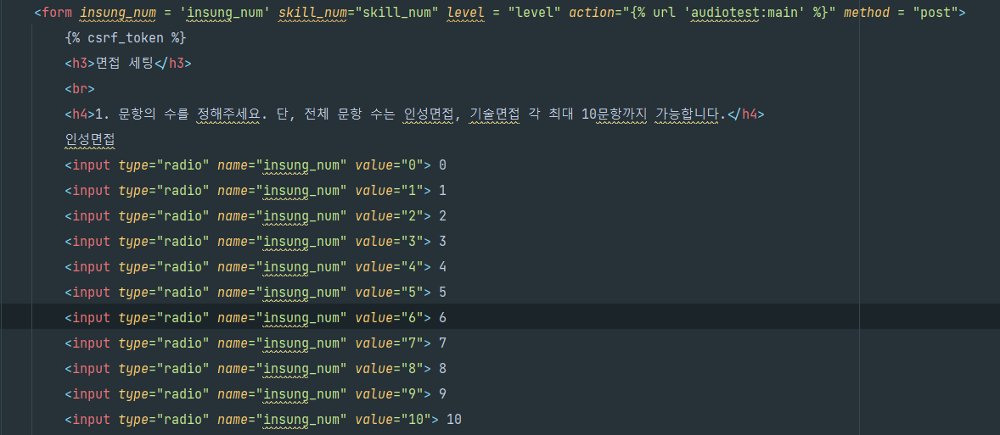 <form insung_num = 'insung_num' skill_num="skill_num" level = "level" action="{% url 'audiotest:main' %}" method = "post">
{% csrf_token %}
<h3>면접 세팅</h3>
<br>
<h4>1. 문항의 수를 정해주세요. 단, 전체 문항 수는 인성면접, 기술면접 각 최대 10문항까지 가능합니다.</h4>
인성면접
<input type="radio" name="insung_num" value="0"> 0
<input type="radio" name="insung_num" value="1"> 1
<input type="radio" name="insung_num" value="2"> 2
<input type="radio" name="insung_num" value="3"> 3
<input type="radio" name="insung_num" value="4"> 4
<input type="radio" name="insung_num" value="5"> 5
<input type="radio" name="insung_num" value="6"> 6
<input type="radio" name="insung_num" value="7"> 7
<input type="radio" name="insung_num" value="8"> 8
<input type="radio" name="insung_num" value="9"> 9
<input type="radio" name="insung_num" value="10"> 10